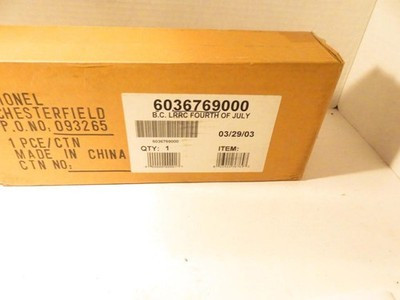 IONEL
CHESTERFIELD
P.O.NO. 093265
1 PCE/CTN
MADE IN CHINA
CTN NO:
6036769000
B.C. LRRC FOURTH OF JULY
03/29/03
6036769000
QTY: 1 ITEM: